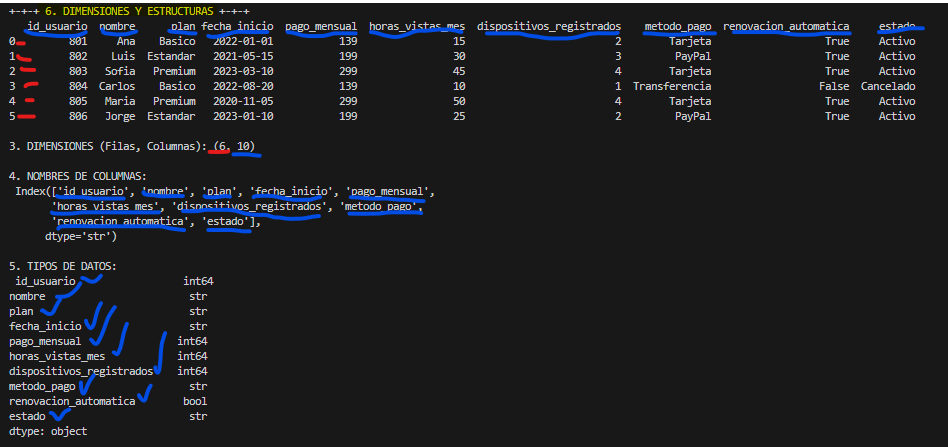 +-+-+ 6. DIMENSIONES Y ESTRUCTURAS +-+-+
id_usuario nombre plan fecha_inicio pago_mensual horas_vistas_mes dispositivos_registrados metodo_pago renovacion_automatica estado
0 801 Ana Basico 2022-01-01 139 15 2 Tarjeta True Activo
1 802 Luis Estandar 2021-05-15 199 30 3 PayPal True Activo
2 803 Sofia Premium 2023-03-10 299 45 4 Tarjeta True Activo
3 804 Carlos Basico 2022-08-20 139 10 1 Transferencia False Cancelado
4 805 Maria Premium 2020-11-05 299 50 4 Tarjeta True Activo
5 806 Jorge Estandar 2023-01-10 199 25 2 PayPal True Activo
3. DIMENSIONES (Filas, Columnas): (6, 10)
4. NOMBRES DE COLUMNAS:
Index(['id_usuario', 'nombre', 'plan', 'fecha_inicio', 'pago_mensual',
'horas_vistas_mes', 'dispositivos_registrados', 'metodo_pago',
'renovacion_automatica', 'estado'],
dtype='str')
5. TIPOS DE DATOS:
id_usuario int64
nombre str
plan str
fecha_inicio str
pago_mensual int64
horas_vistas_mes int64
dispositivos_registrados int64
metodo_pago str
renovacion_automatica bool
estado str
dtype: object